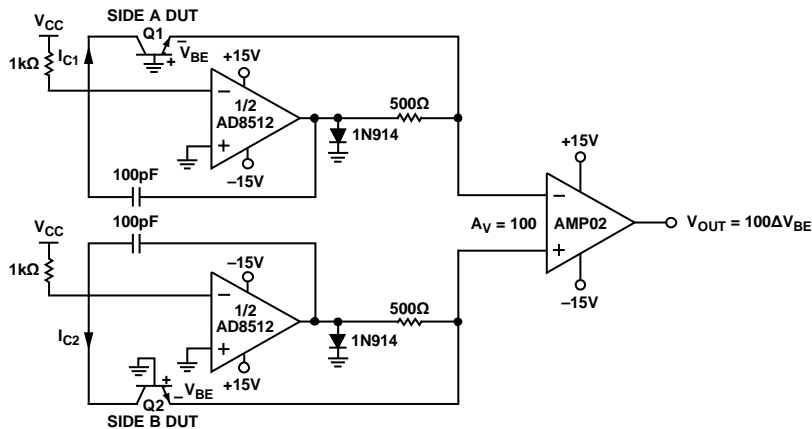 SIDE A DUT
VCC
Q1
IC1
VBE
–
+
1kΩ
+15V
–
1/2
AD8512
+
–15V
500Ω
1N914
100pF
100pF
VCC
1kΩ
IC2
–15V
–
1/2
AD8512
+
+15V
500Ω
1N914
+
–
VBE
Q2
SIDE B DUT
+15V
–
AV = 100
AMP02
+
–15V
VOUT = 100ΔVBE